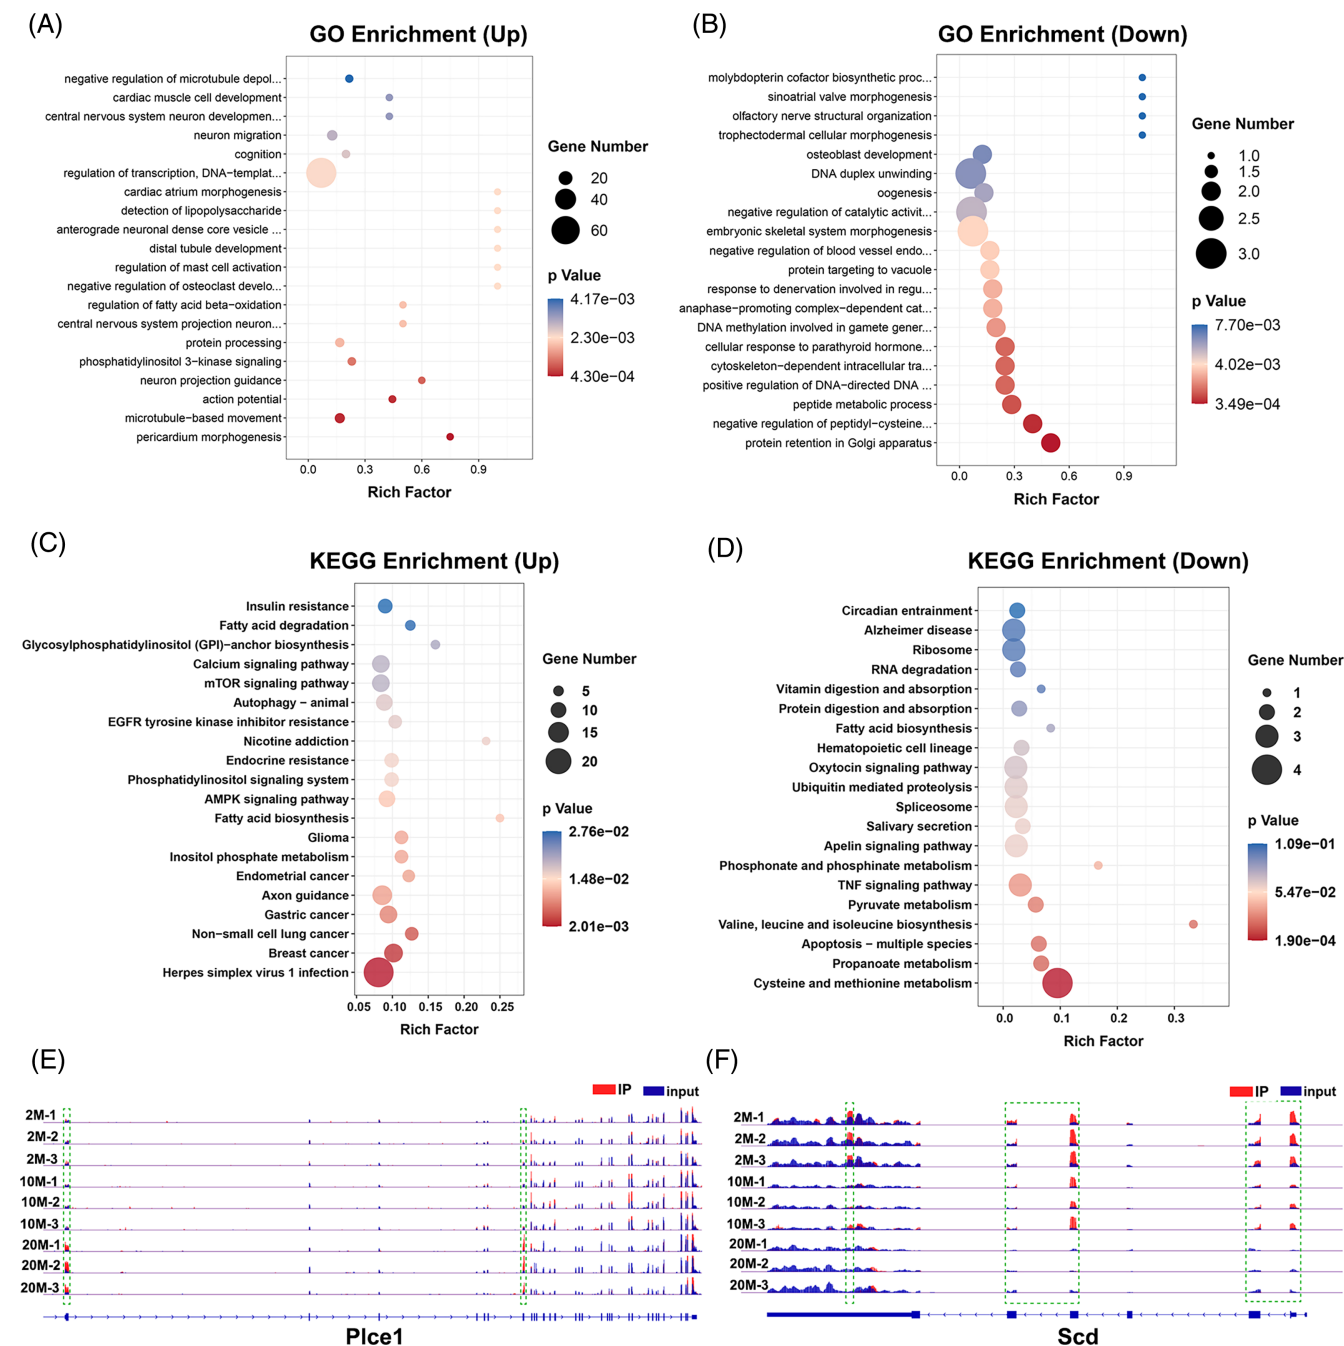 (A)
GO Enrichment (Up)
negative regulation of microtubule depol...
cardiac muscle cell development
central nervous system neuron developmen...
neuron migration
cognition
regulation of transcription, DNA−templat...
cardiac atrium morphogenesis
detection of lipopolysaccharide
anterograde neuronal dense core vesicle ...
distal tubule development
regulation of mast cell activation
negative regulation of osteoclast develo...
regulation of fatty acid beta−oxidation
central nervous system projection neuron...
protein processing
phosphatidylinositol 3−kinase signaling
neuron projection guidance
action potential
microtubule−based movement
pericardium morphogenesis
0.0 0.3 0.6 0.9
Rich Factor
Gene Number
20
40
60
p Value
4.17e−03
2.30e−03
4.30e−04
(B)
GO Enrichment (Down)
molybdopterin cofactor biosynthetic proc...
sinoatrial valve morphogenesis
olfactory nerve structural organization
trophectodermal cellular morphogenesis
osteoblast development
DNA duplex unwinding
oogenesis
negative regulation of catalytic activit...
embryonic skeletal system morphogenesis
negative regulation of blood vessel endo...
protein targeting to vacuole
response to denervation involved in regu...
anaphase−promoting complex−dependent cat...
DNA methylation involved in gamete gener...
cellular response to parathyroid hormone...
cytoskeleton−dependent intracellular tra...
positive regulation of DNA−directed DNA ...
peptide metabolic process
negative regulation of peptidyl−cysteine...
protein retention in Golgi apparatus
0.0 0.3 0.6 0.9
Rich Factor
Gene Number
1.0
1.5
2.0
2.5
3.0
p Value
7.70e−03
4.02e−03
3.49e−04
(C)
KEGG Enrichment (Up)
Insulin resistance
Fatty acid degradation
Glycosylphosphatidylinositol (GPI)−anchor biosynthesis
Calcium signaling pathway
mTOR signaling pathway
Autophagy − animal
EGFR tyrosine kinase inhibitor resistance
Nicotine addiction
Endocrine resistance
Phosphatidylinositol signaling system
AMPK signaling pathway
Fatty acid biosynthesis
Glioma
Inositol phosphate metabolism
Endometrial cancer
Axon guidance
Gastric cancer
Non−small cell lung cancer
Breast cancer
Herpes simplex virus 1 infection
0.05 0.10 0.15 0.20 0.25
Rich Factor
Gene Number
5
10
15
20
p Value
2.76e−02
1.48e−02
2.01e−03
(D)
KEGG Enrichment (Down)
Circadian entrainment
Alzheimer disease
Ribosome
RNA degradation
Vitamin digestion and absorption
Protein digestion and absorption
Fatty acid biosynthesis
Hematopoietic cell lineage
Oxytocin signaling pathway
Ubiquitin mediated proteolysis
Spliceosome
Salivary secretion
Apelin signaling pathway
Phosphonate and phosphinate metabolism
TNF signaling pathway
Pyruvate metabolism
Valine, leucine and isoleucine biosynthesis
Apoptosis − multiple species
Propanoate metabolism
Cysteine and methionine metabolism
0.0 0.1 0.2 0.3
Rich Factor
Gene Number
1
2
3
4
p Value
1.09e−01
5.47e−02
1.90e−04
(E)
IP input
2M-1
2M-2
2M-3
10M-1
10M-2
10M-3
20M-1
20M-2
20M-3
Plce1
(F)
IP input
2M-1
2M-2
2M-3
10M-1
10M-2
10M-3
20M-1
20M-2
20M-3
Scd